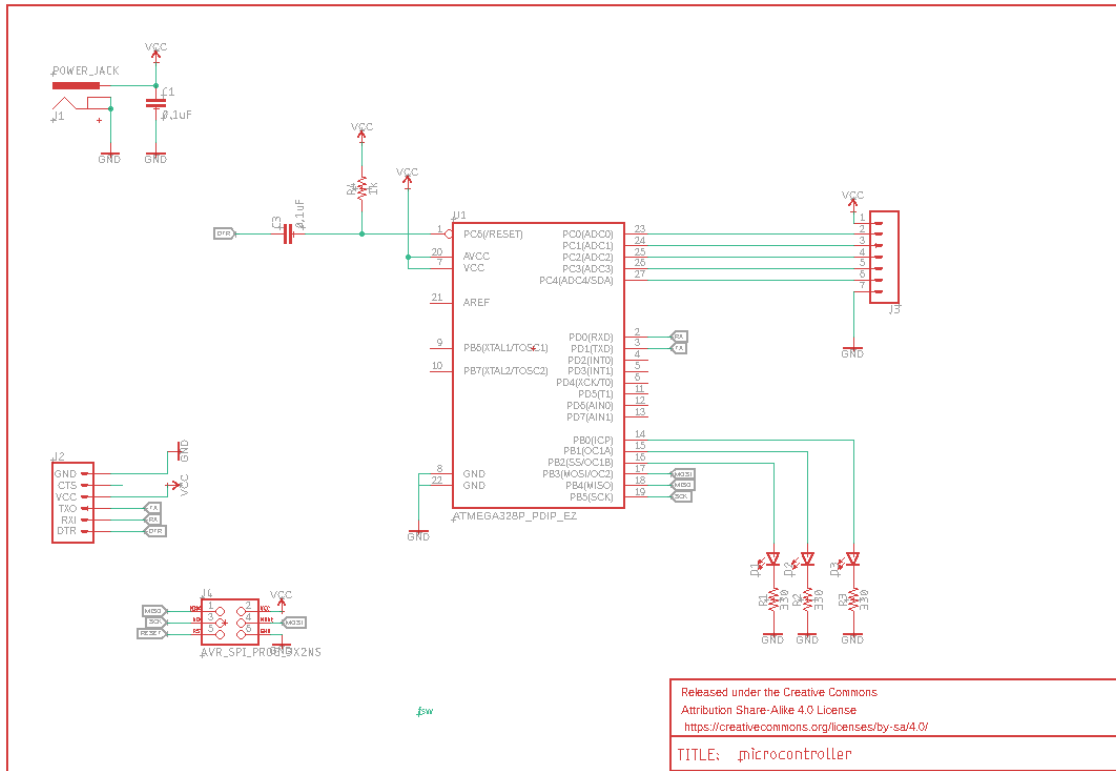 VCC
POWER_JACK
C1
0.1uF
J1
GND
GND
VCC
VCC
R4
1K
C3
0.1uF
DTR
U1
1 PC6(/RESET)
20 AVCC
7 VCC
21 AREF
9 PB6(XTAL1/TOSC1)
10 PB7(XTAL2/TOSC2)
8 GND
22 GND
GND
PC0(ADC0) 23
PC1(ADC1) 24
PC2(ADC2) 25
PC3(ADC3) 26
PC4(ADC4/SDA) 27
PD0(RXD) 2
PD1(TXD) 3
PD2(INT0) 4
PD3(INT1) 5
PD4(XCK/T0) 6
PD5(T1) 11
PD6(AIN0) 12
PD7(AIN1) 13
PB0(ICP) 14
PB1(OC1A) 15
PB2(SS/OC1B) 16
PB3(MOSI/OC2) 17 MOSI
PB4(MISO) 18 MISO
PB5(SCK) 19 SCK
ATMEGA328P_PDIP_EZ
VCC
1
2
3
4
5
6
7
J3
GND
J2
GND
CTS
VCC
TXO
RXI
DTR
GND
VCC
DTR
D1
D2
D3
R1
330
R2
330
R3
330
GND
GND
GND
J4
VCC
MISO 1 2
SCK 3 4 MOSI
RESET 5 6
GND
AVR_SPI_PROG_3X2NS
sw
Released under the Creative Commons
Attribution Share-Alike 4.0 License
https://creativecommons.org/licenses/by-sa/4.0/
TITLE: microcontroller